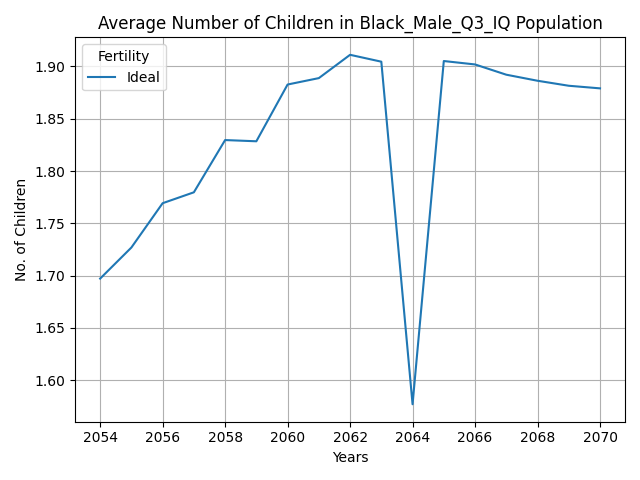 Average Number of Children in Black_Male_Q3_IQ Population
Fertility
Ideal
No. of Children
1.90
1.85
1.80
1.75
1.70
1.65
1.60
2054 2056 2058 2060 2062 2064 2066 2068 2070
Years